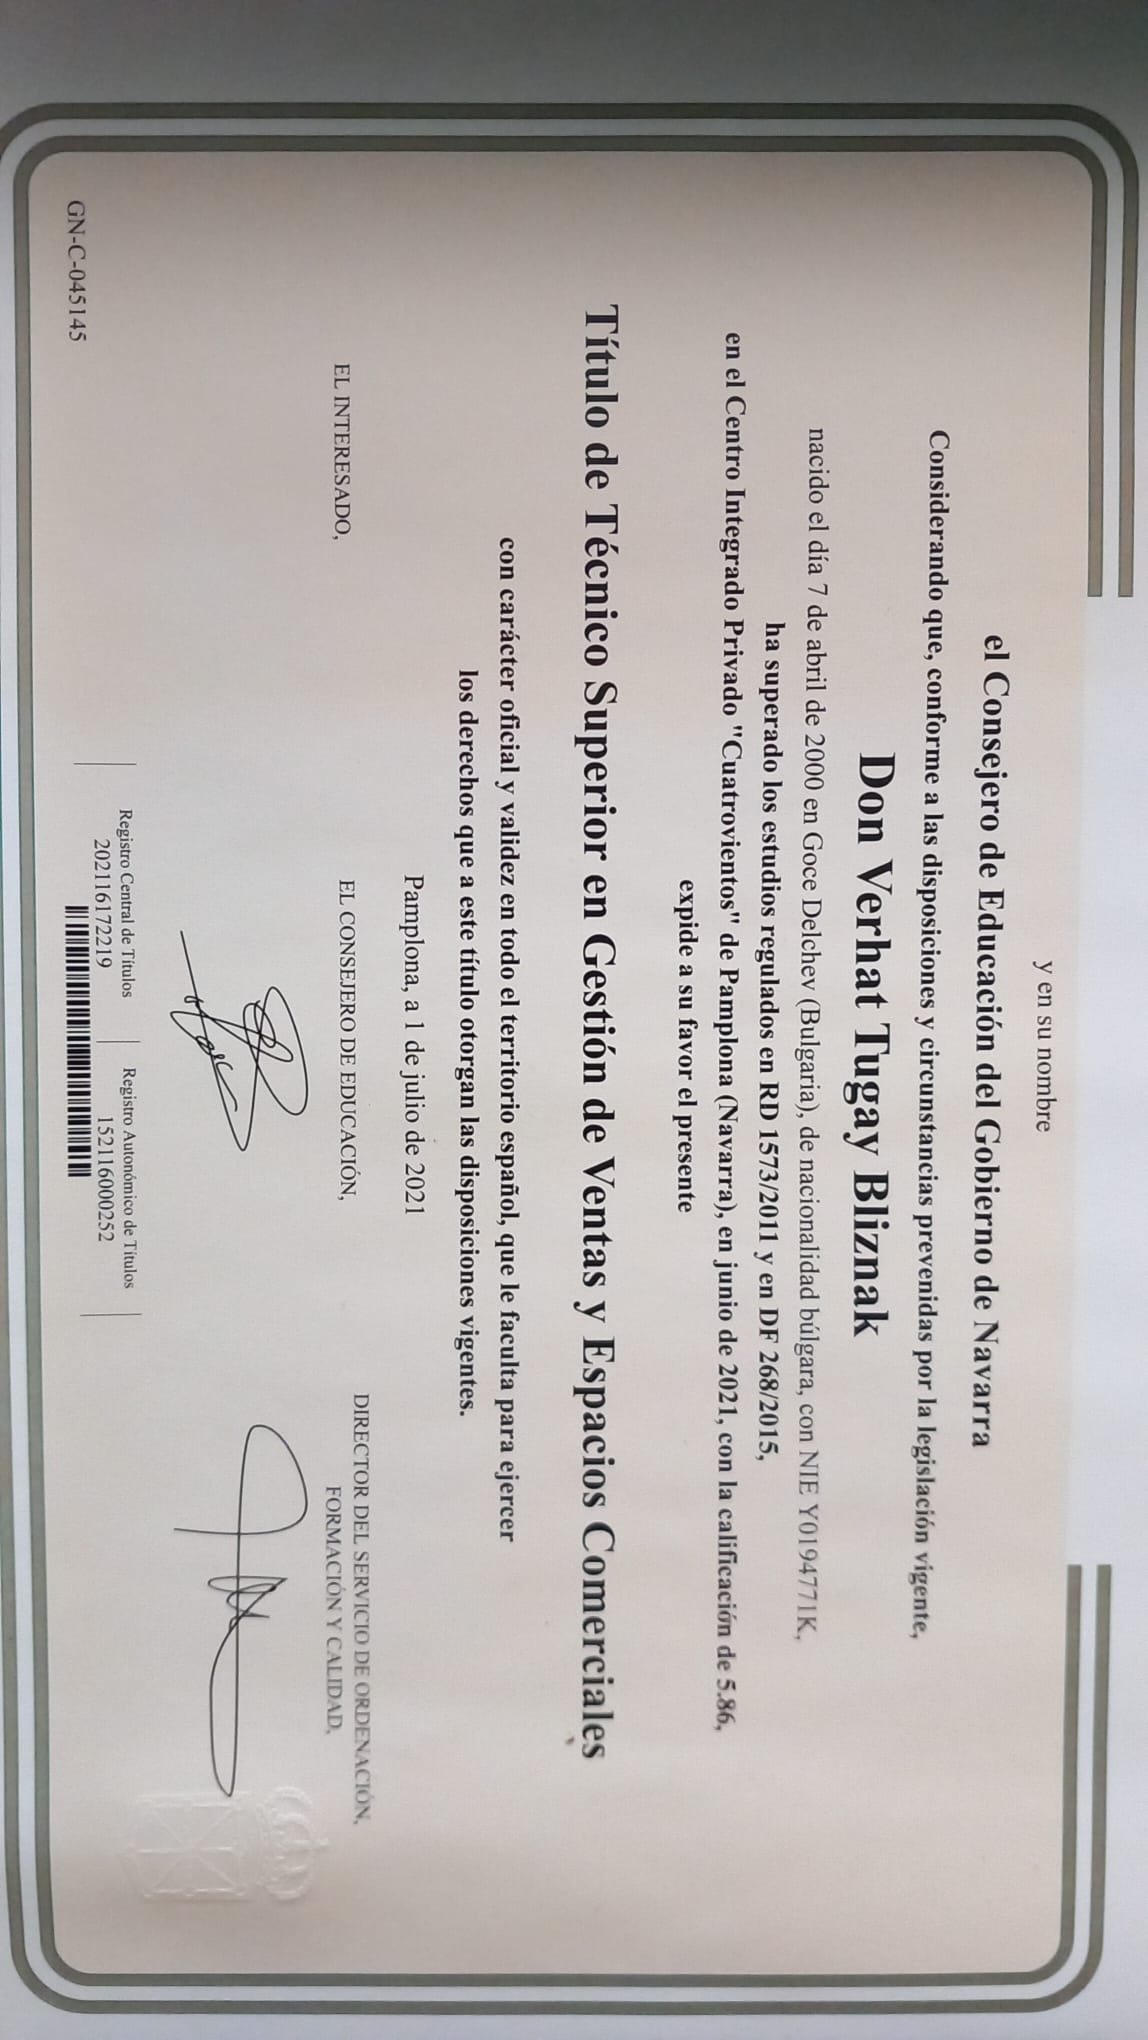 y en su nombre
el Consejero de Educación del Gobierno de Navarra
Considerando que, conforme a las disposiciones y circunstancias prevenidas por la legislación vigente,
Don Verhat Tugay Bliznak
nacido el día 7 de abril de 2000 en Goce Delchev (Bulgaria), de nacionalidad búlgara, con NIE Y0194771K,
ha superado los estudios regulados en RD 1573/2011 y en DF 268/2015,
en el Centro Integrado Privado "Cuatrovientos" de Pamplona (Navarra), en junio de 2021, con la calificación de 5.86,
expide a su favor el presente
Título de Técnico Superior en Gestión de Ventas y Espacios Comerciales
con carácter oficial y validez en todo el territorio español, que le faculta para ejercer
los derechos que a este título otorgan las disposiciones vigentes.
Pamplona, a 1 de julio de 2021
EL INTERESADO,
EL CONSEJERO DE EDUCACIÓN,
DIRECTOR DEL SERVICIO DE ORDENACIÓN,
FORMACIÓN Y CALIDAD,
GN-C-045145
Registro Central de Títulos
202116172219
Registro Autonómico de Títulos
152116000252